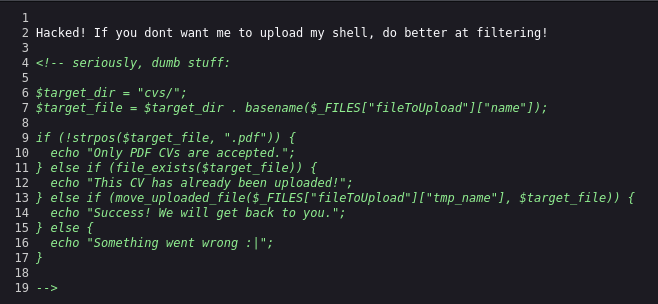 1
2 Hacked! If you dont want me to upload my shell, do better at filtering!
3
4 <!-- seriously, dumb stuff:
5
6 $target_dir = "cvs/";
7 $target_file = $target_dir . basename($_FILES["fileToUpload"]["name"]);
8
9 if (!strpos($target_file, ".pdf")) {
10   echo "Only PDF CVs are accepted.";
11 } else if (file_exists($target_file)) {
12   echo "This CV has already been uploaded!";
13 } else if (move_uploaded_file($_FILES["fileToUpload"]["tmp_name"], $target_file)) {
14   echo "Success! We will get back to you.";
15 } else {
16   echo "Something went wrong :|";
17 }
18
19 -->